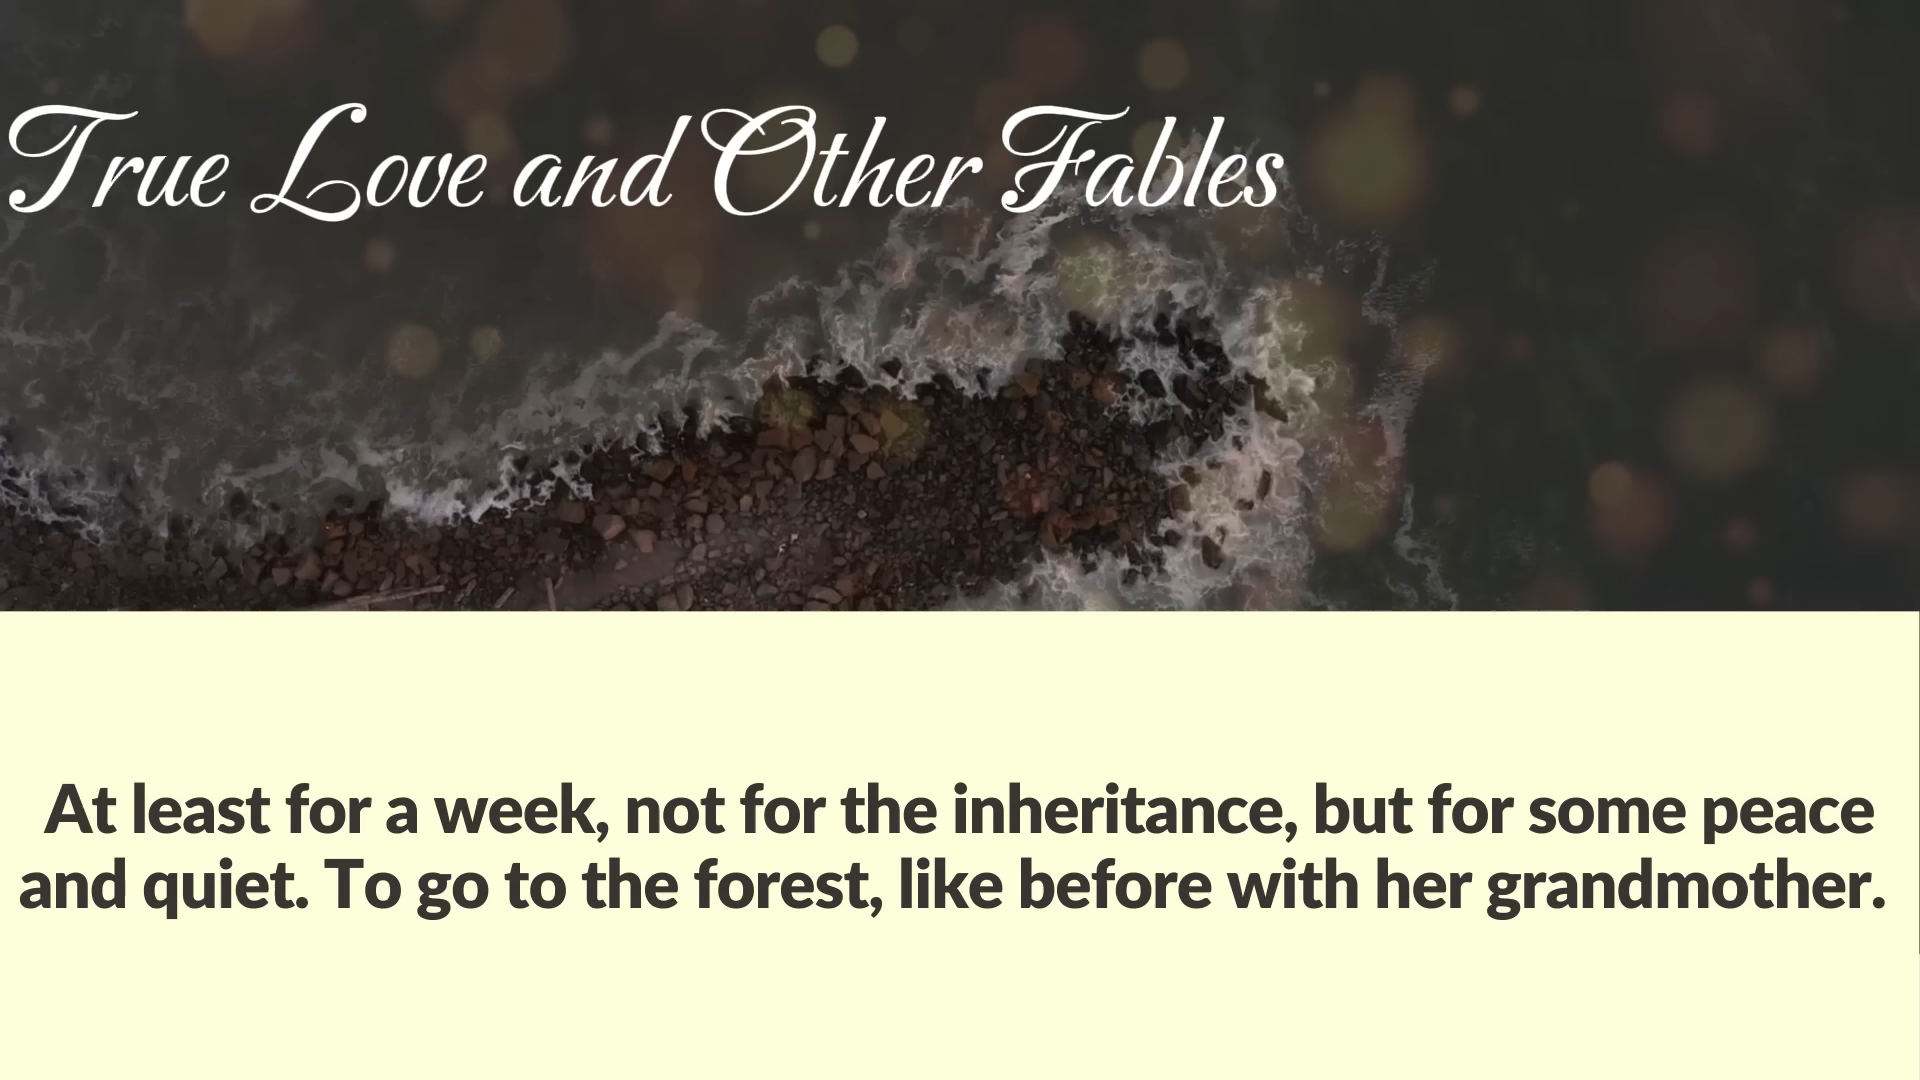 True Love and Other Fables
At least for a week, not for the inheritance, but for some peace
and quiet. To go to the forest, like before with her grandmother.